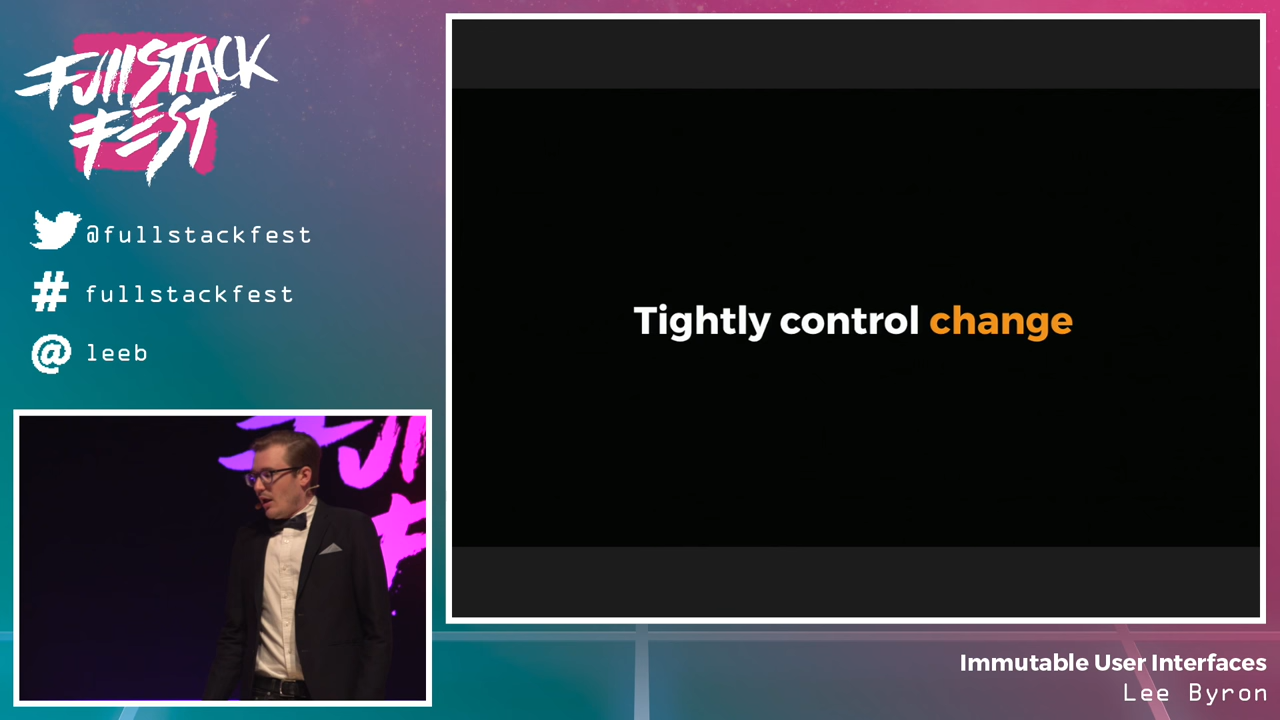 FullStack
Fest
@fullstackfest
# fullstackfest
@ leeb
Tightly control change
Immutable User Interfaces
Lee Byron